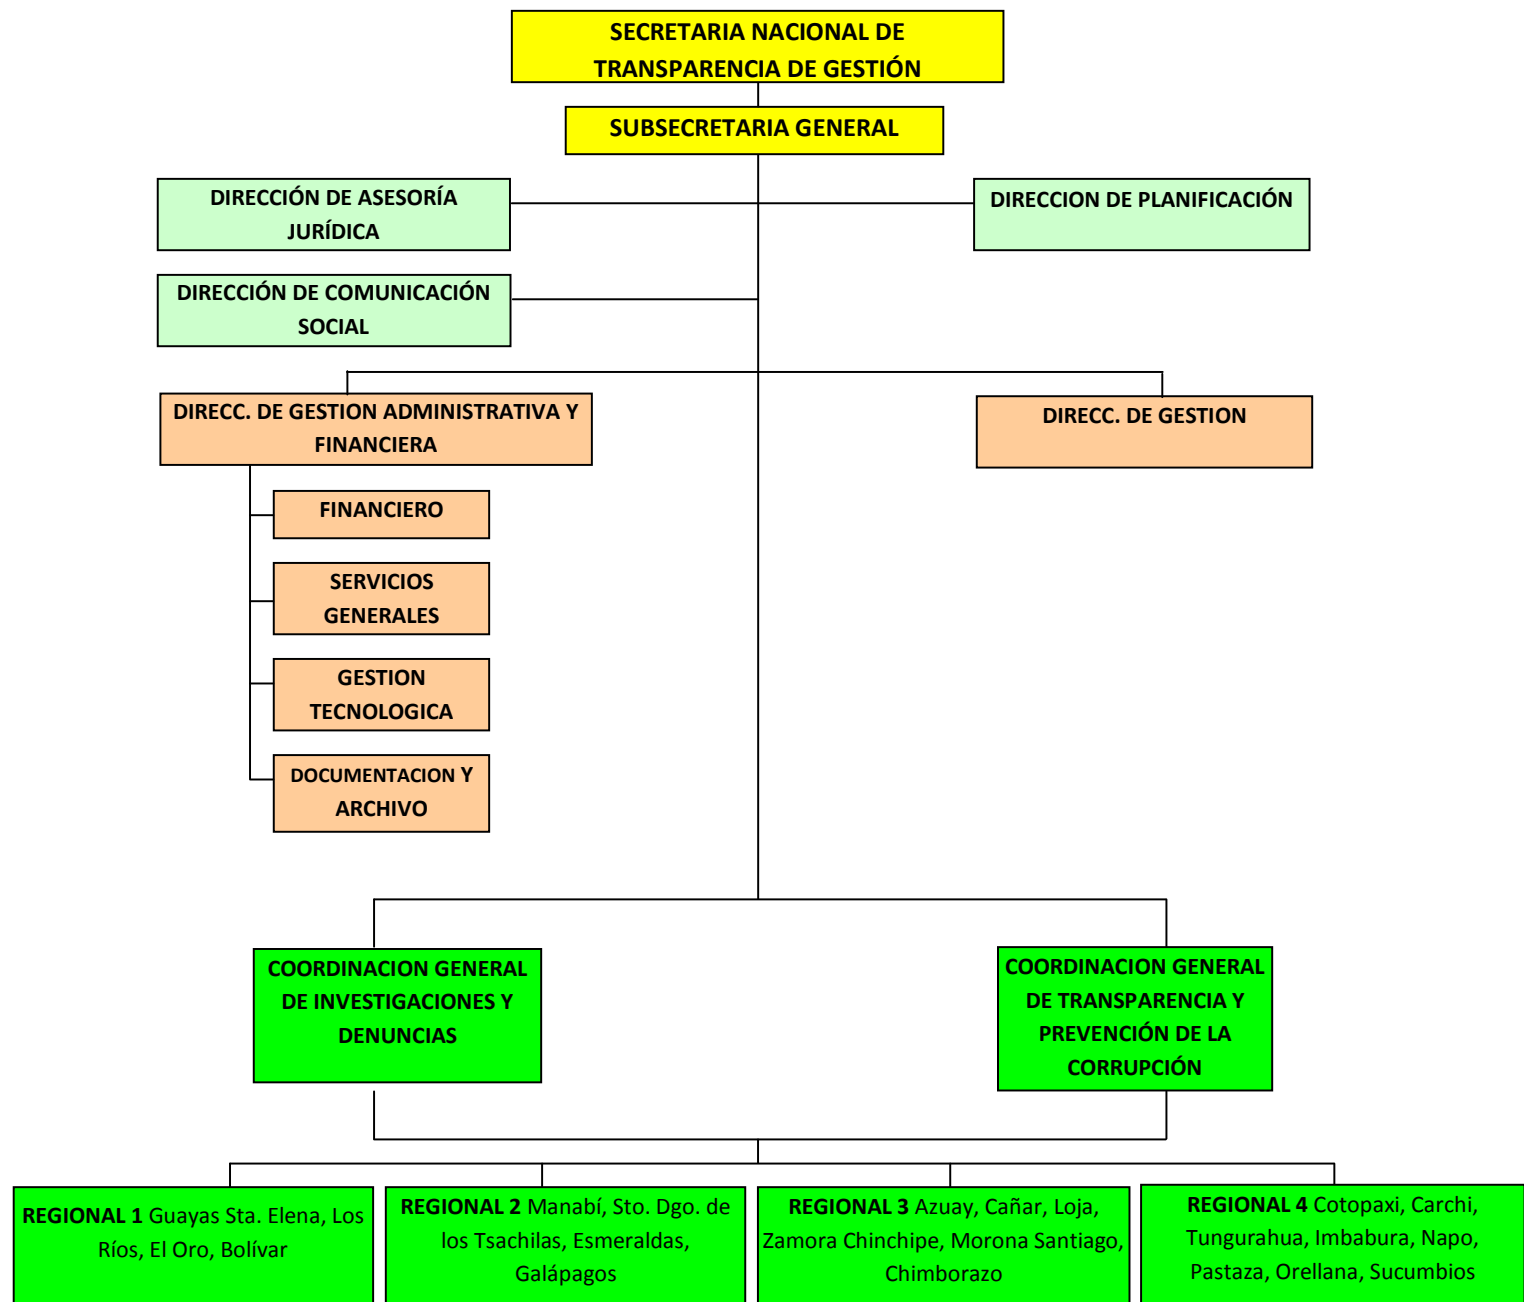 SECRETARIA NACIONAL DE
TRANSPARENCIA DE GESTIÓN
SUBSECRETARIA GENERAL
DIRECCIÓN DE ASESORÍA
JURÍDICA
DIRECCION DE PLANIFICACIÓN
DIRECCIÓN DE COMUNICACIÓN
SOCIAL
DIRECC. DE GESTION ADMINISTRATIVA Y
FINANCIERA
DIRECC. DE GESTION
FINANCIERO
SERVICIOS
GENERALES
GESTION
TECNOLOGICA
DOCUMENTACION Y
ARCHIVO
COORDINACION GENERAL
DE INVESTIGACIONES Y
DENUNCIAS
COORDINACION GENERAL
DE TRANSPARENCIA Y
PREVENCIÓN DE LA
CORRUPCIÓN
REGIONAL 1 Guayas Sta. Elena, Los
Ríos, El Oro, Bolívar
REGIONAL 2 Manabí, Sto. Dgo. de
los Tsachilas, Esmeraldas,
Galápagos
REGIONAL 3 Azuay, Cañar, Loja,
Zamora Chinchipe, Morona Santiago,
Chimborazo
REGIONAL 4 Cotopaxi, Carchi,
Tungurahua, Imbabura, Napo,
Pastaza, Orellana, Sucumbios